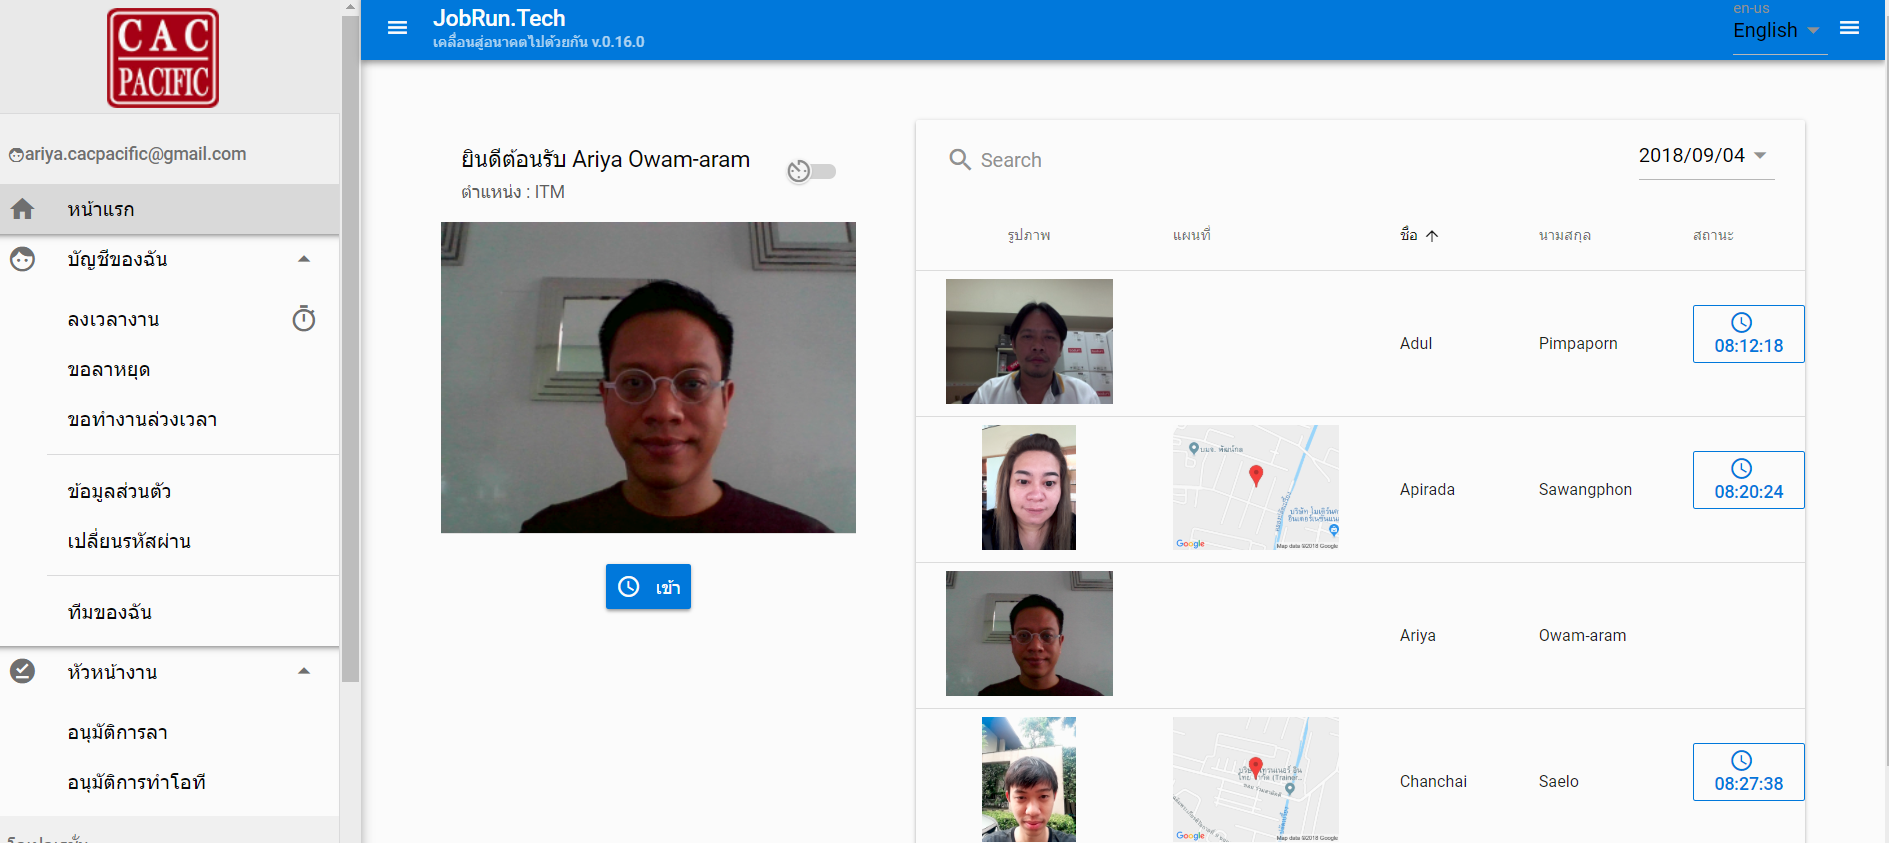 CAC
PACIFIC
ariya.cacpacific@gmail.com
หน้าแรก
บัญชีของฉัน
ลงเวลางาน
ขอลาหยุด
ขอทำงานล่วงเวลา
ข้อมูลส่วนตัว
เปลี่ยนรหัสผ่าน
ทีมของฉัน
หัวหน้างาน
อนุมัติการลา
อนุมัติการทำโอที
JobRun.Tech
เคลื่อนสู่อนาคตไปด้วยกัน v.0.16.0
en-us
English
ยินดีต้อนรับ Ariya Owam-aram
ตำแหน่ง : ITM
เข้า
Search
2018/09/04
รูปภาพ แผนที่ ชื่อ นามสกุล สถานะ
Adul Pimpaporn 08:12:18
Apirada Sawangphon 08:20:24
Google Map data ©2018 Google
Ariya Owam-aram
Chanchai Saelo 08:27:38
Google Map data ©2018 Google